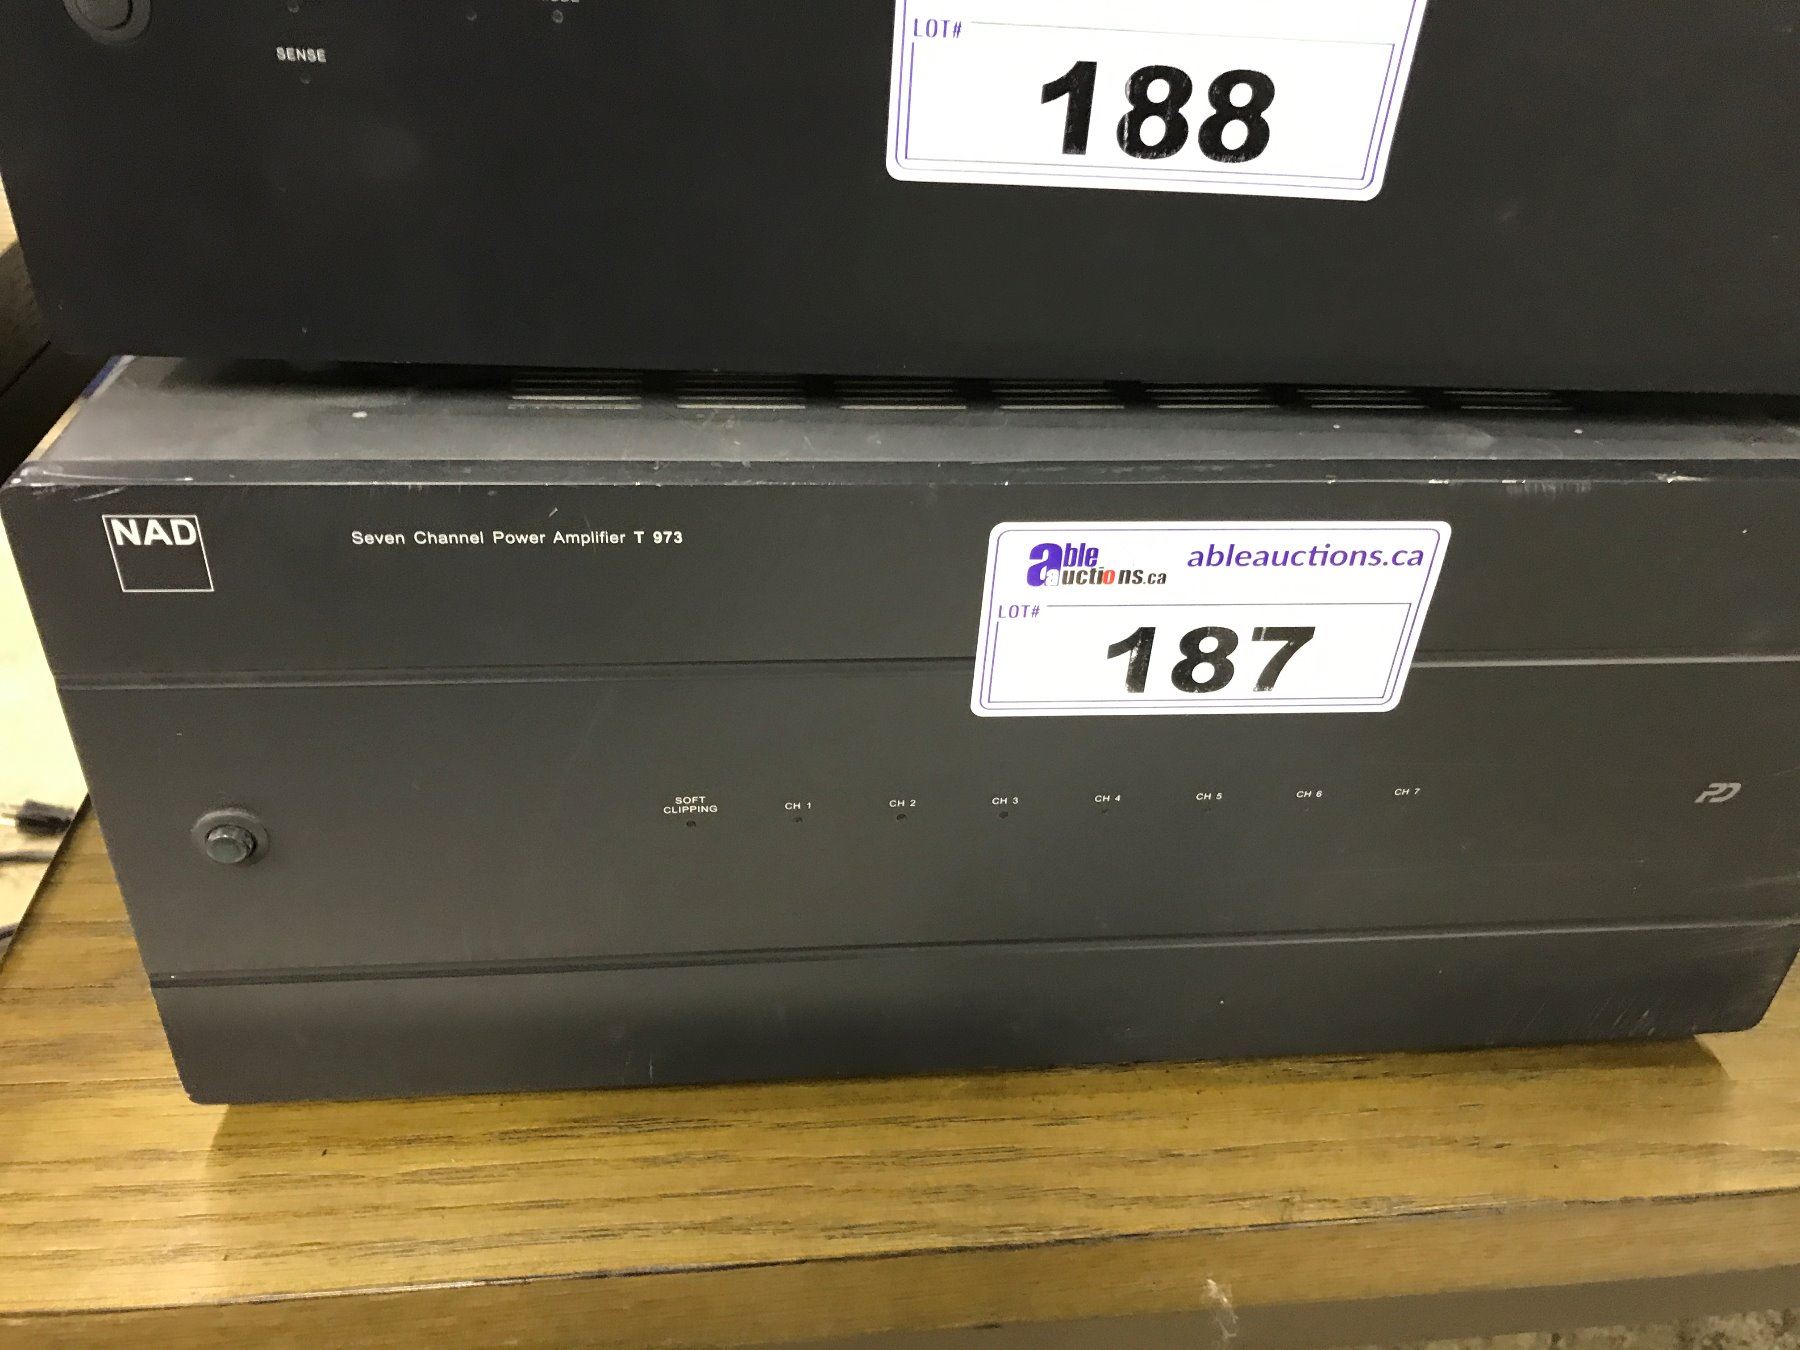 SENSE
LOT#
188
NAD
Seven Channel Power Amplifier T 973
able auctions.ca
ableauctions.ca
LOT#
187
SOFT CLIPPING
CH 1
CH 2
CH 3
CH 4
CH 5
CH 6
CH 7
PD